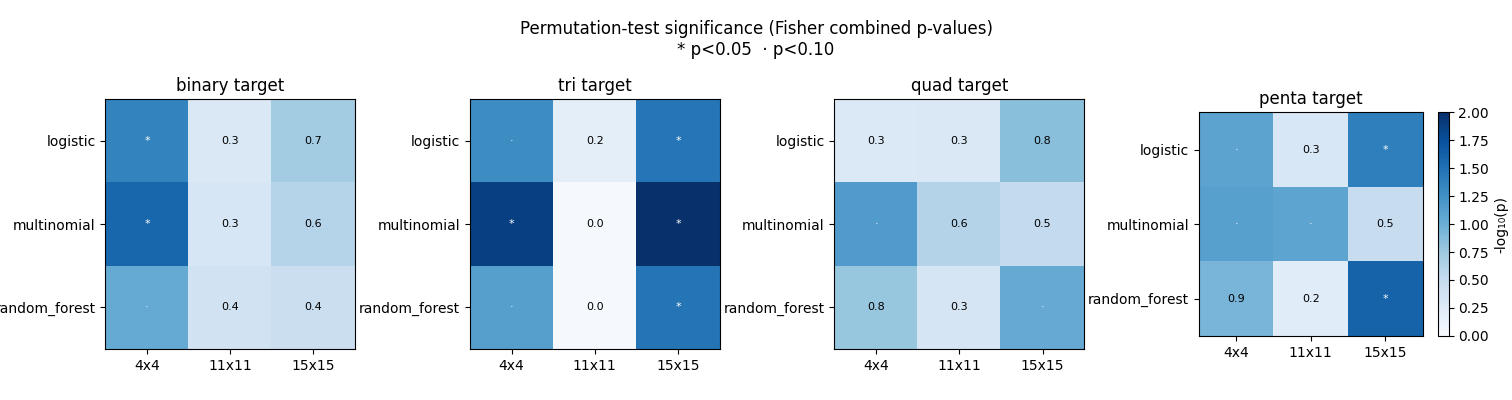 Permutation-test significance (Fisher combined p-values)
* p<0.05 · p<0.10
binary target
logistic * 0.3 0.7
multinomial * 0.3 0.6
random_forest · 0.4 0.4
4x4 11x11 15x15
tri target
logistic · 0.2 *
multinomial * 0.0 *
random_forest · 0.0 *
4x4 11x11 15x15
quad target
logistic 0.3 0.3 0.8
multinomial · 0.6 0.5
random_forest 0.8 0.3 ·
4x4 11x11 15x15
penta target
logistic · 0.3 *
multinomial · · 0.5
random_forest 0.9 0.2 *
4x4 11x11 15x15
2.00
1.75
1.50
1.25
1.00
0.75
0.50
0.25
0.00
-log₁₀(p)